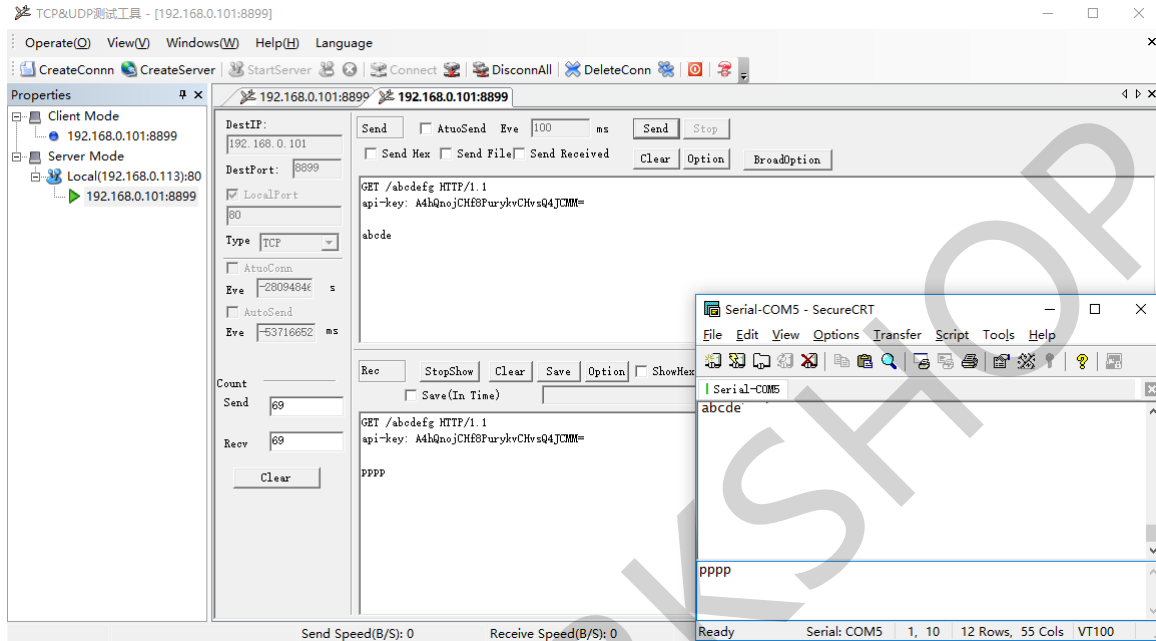 TCP&UDP测试工具 - [192.168.0.101:8899]
Operate(O) View(V) Windows(W) Help(H) Language
CreateConnn CreateServer StartServer Connect DisconnAll DeleteConn
Properties
192.168.0.101:8899 192.168.0.101:8899
Client Mode
192.168.0.101:8899
Server Mode
Local(192.168.0.113):80
192.168.0.101:8899
DestIP:
192.168.0.101
DestPort: 8899
LocalPort
80
Type TCP
AtuoConn
Eve -28094846 s
AutoSend
Eve -53716652 ms
Count
Send 69
Recv 69
Clear
Send AtuoSend Eve 100 ms Send Stop
Send Hex Send File Send Received Clear Option BroadOption
GET /abcdefg HTTP/1.1
api-key: A4hQnojCHf8PurykvCHvsQ4JCMM=
abcde
Rec StopShow Clear Save Option ShowHex
Save(In Time)
GET /abcdefg HTTP/1.1
api-key: A4hQnojCHf8PurykvCHvsQ4JCMM=
pppp
Serial-COM5 - SecureCRT
File Edit View Options Transfer Script Tools Help
Serial-COM5
abcde
pppp
Ready Serial: COM5 1, 10 12 Rows, 55 Cols VT100
Send Speed(B/S): 0 Receive Speed(B/S): 0
KSHOP